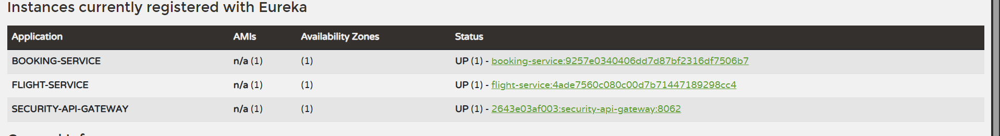 Instances currently registered with Eureka
Application AMIs Availability Zones Status
BOOKING-SERVICE n/a (1) (1) UP (1) - booking-service:9257e0340406dd7d87bf2316df7506b7
FLIGHT-SERVICE n/a (1) (1) UP (1) - flight-service:4ade7560c080c00d7b71447189298cc4
SECURITY-API-GATEWAY n/a (1) (1) UP (1) - 2643e03af003:security-api-gateway:8062